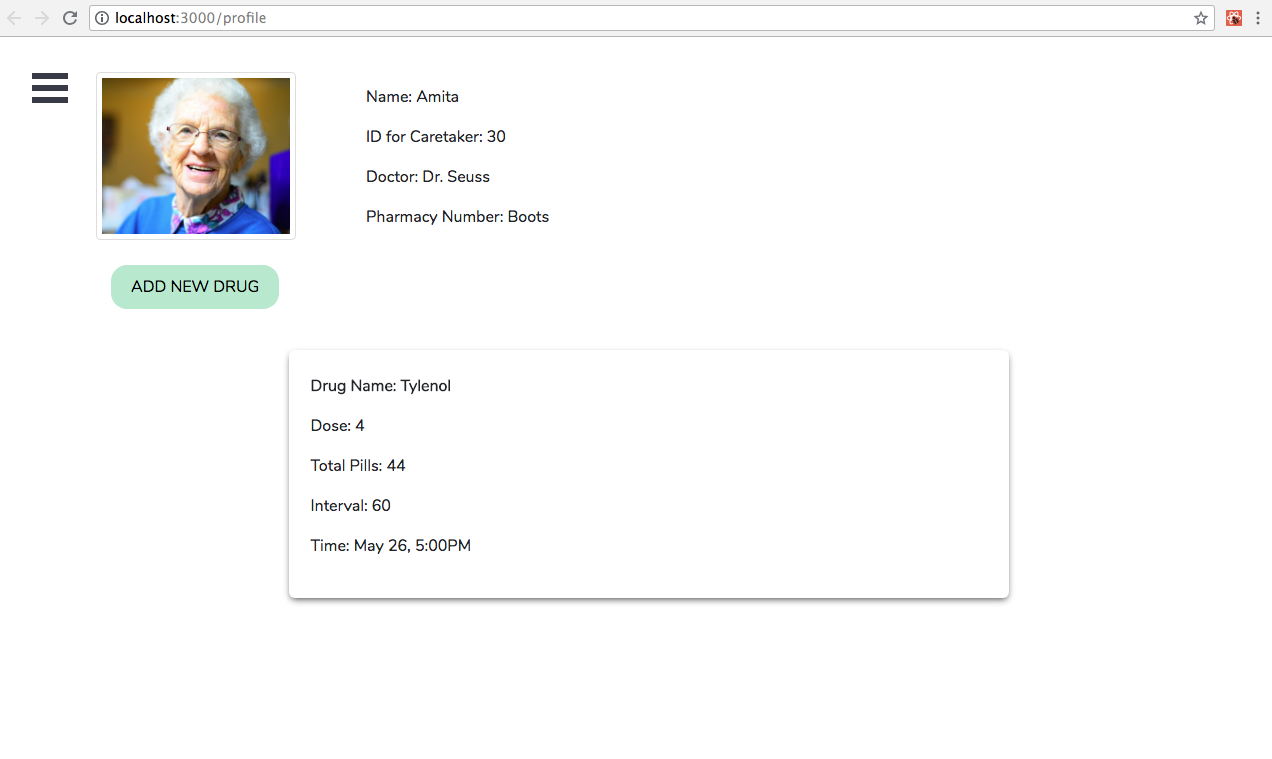 localhost:3000/profile
Name: Amita
ID for Caretaker: 30
Doctor: Dr. Seuss
Pharmacy Number: Boots
ADD NEW DRUG
Drug Name: Tylenol
Dose: 4
Total Pills: 44
Interval: 60
Time: May 26, 5:00PM